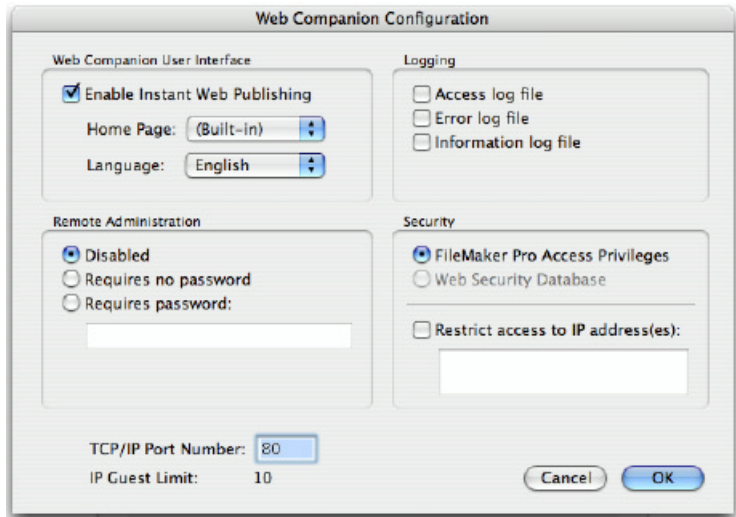 Web Companion Configuration
Web Companion User Interface
Enable Instant Web Publishing
Home Page: (Built-in)
Language: English
Logging
Access log file
Error log file
Information log file
Remote Administration
Disabled
Requires no password
Requires password:
Security
FileMaker Pro Access Privileges
Web Security Database
Restrict access to IP address(es):
TCP/IP Port Number: 80
IP Guest Limit: 10
Cancel
OK